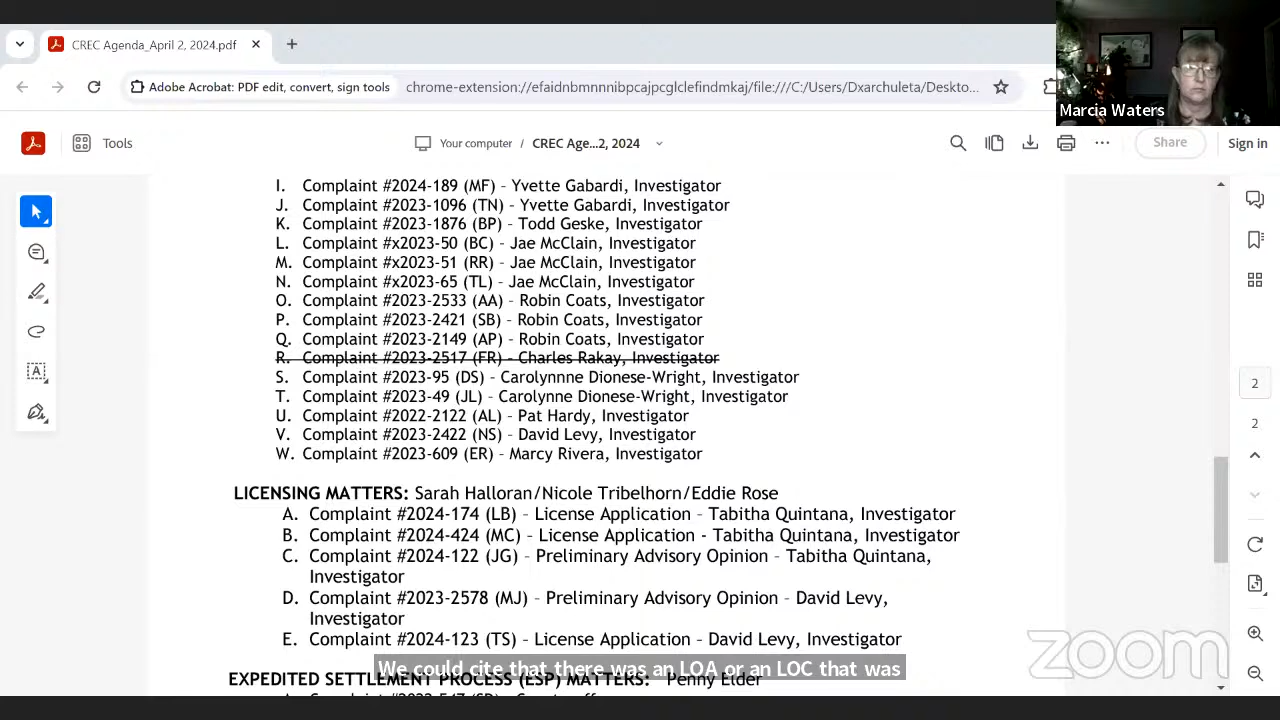 CREC Agenda_April 2, 2024.pdf
Adobe Acrobat: PDF edit, convert, sign tools
chrome-extension://efaidnbmnnnibpcajpcglclefindmkaj/file:///C:/Users/Dxarchuleta/Deskto...
Marcia Waters
Tools
Your computer / CREC Age...2, 2024
Share
Sign in
I. Complaint #2024-189 (MF) – Yvette Gabardi, Investigator
J. Complaint #2023-1096 (TN) – Yvette Gabardi, Investigator
K. Complaint #2023-1876 (BP) – Todd Geske, Investigator
L. Complaint #x2023-50 (BC) – Jae McClain, Investigator
M. Complaint #x2023-51 (RR) – Jae McClain, Investigator
N. Complaint #x2023-65 (TL) – Jae McClain, Investigator
O. Complaint #2023-2533 (AA) – Robin Coats, Investigator
P. Complaint #2023-2421 (SB) – Robin Coats, Investigator
Q. Complaint #2023-2149 (AP) – Robin Coats, Investigator
R. Complaint #2023-2517 (FR) – Charles Rakay, Investigator
S. Complaint #2023-95 (DS) – Carolynnne Dionese-Wright, Investigator
T. Complaint #2023-49 (JL) – Carolynne Dionese-Wright, Investigator
U. Complaint #2022-2122 (AL) – Pat Hardy, Investigator
V. Complaint #2023-2422 (NS) – David Levy, Investigator
W. Complaint #2023-609 (ER) – Marcy Rivera, Investigator
2
2
LICENSING MATTERS: Sarah Halloran/Nicole Tribelhorn/Eddie Rose
A. Complaint #2024-174 (LB) – License Application – Tabitha Quintana, Investigator
B. Complaint #2024-424 (MC) – License Application - Tabitha Quintana, Investigator
C. Complaint #2024-122 (JG) – Preliminary Advisory Opinion – Tabitha Quintana,
Investigator
D. Complaint #2023-2578 (MJ) – Preliminary Advisory Opinion – David Levy,
Investigator
E. Complaint #2024-123 (TS) – License Application – David Levy, Investigator
zoom
We could cite that there was an LOA or an LOC that was
EXPEDITED SETTLEMENT PROCESS (ESP) MATTERS: Penny Elder